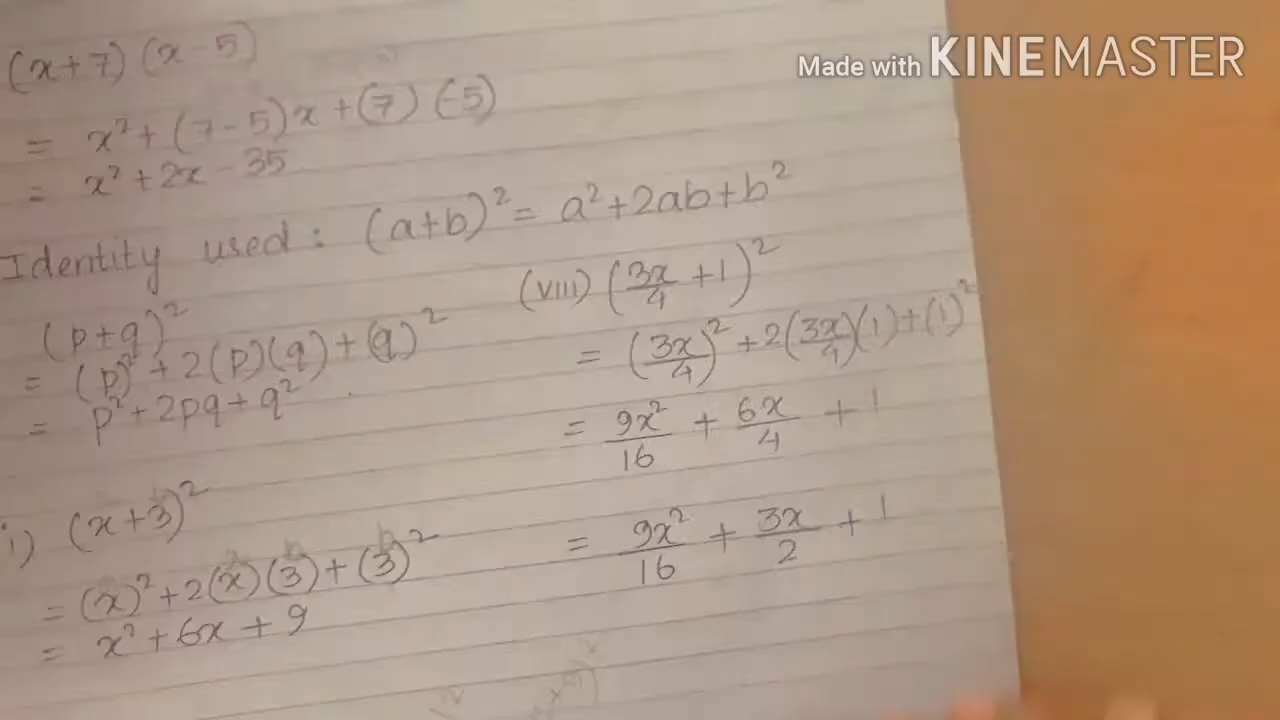 Made with KINEMASTER
(x+7) (x-5)
= x² + (7-5)x + (7) (-5)
= x² + 2x - 35
Identity used : (a+b)² = a² + 2ab + b²
(p+q)²
= (p)² + 2(p)(q) + (q)²
= p² + 2pq + q²
i) (x+3)²
= (x)² + 2(x)(3) + (3)²
= x² + 6x + 9
(viii) (3x/4 + 1)²
= (3x/4)² + 2(3x/4)(1) + (1)²
= 9x²/16 + 6x/4 + 1
= 9x²/16 + 3x/2 + 1